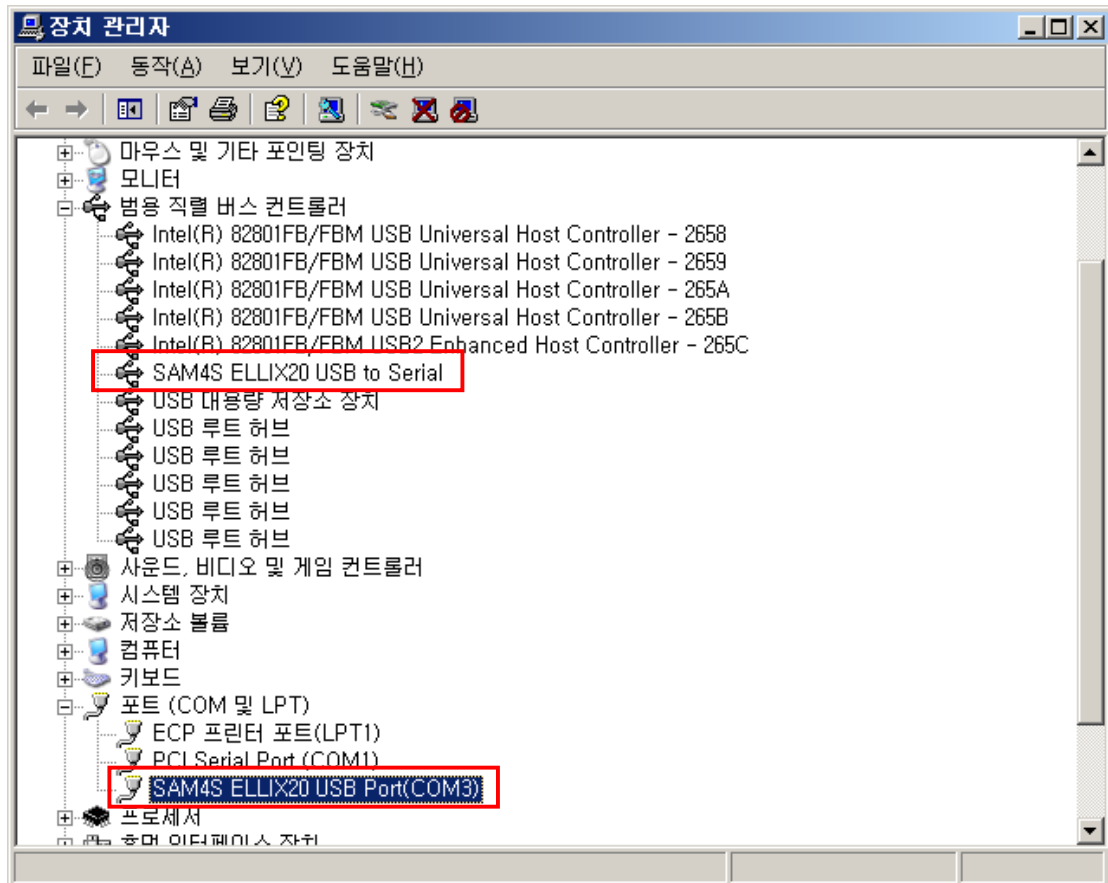 장치 관리자
파일(F) 동작(A) 보기(V) 도움말(H)
마우스 및 기타 포인팅 장치
모니터
범용 직렬 버스 컨트롤러
Intel(R) 82801FB/FBM USB Universal Host Controller - 2658
Intel(R) 82801FB/FBM USB Universal Host Controller - 2659
Intel(R) 82801FB/FBM USB Universal Host Controller - 265A
Intel(R) 82801FB/FBM USB Universal Host Controller - 265B
Intel(R) 82801FB/FBM USB2 Enhanced Host Controller - 265C
SAM4S ELLIX20 USB to Serial
USB 대용량 저장소 장치
USB 루트 허브
USB 루트 허브
USB 루트 허브
USB 루트 허브
USB 루트 허브
사운드, 비디오 및 게임 컨트롤러
시스템 장치
저장소 볼륨
컴퓨터
키보드
포트 (COM 및 LPT)
ECP 프린터 포트(LPT1)
PCI Serial Port (COM1)
SAM4S ELLIX20 USB Port(COM3)
프로세서
휴먼 인터페이스 장치